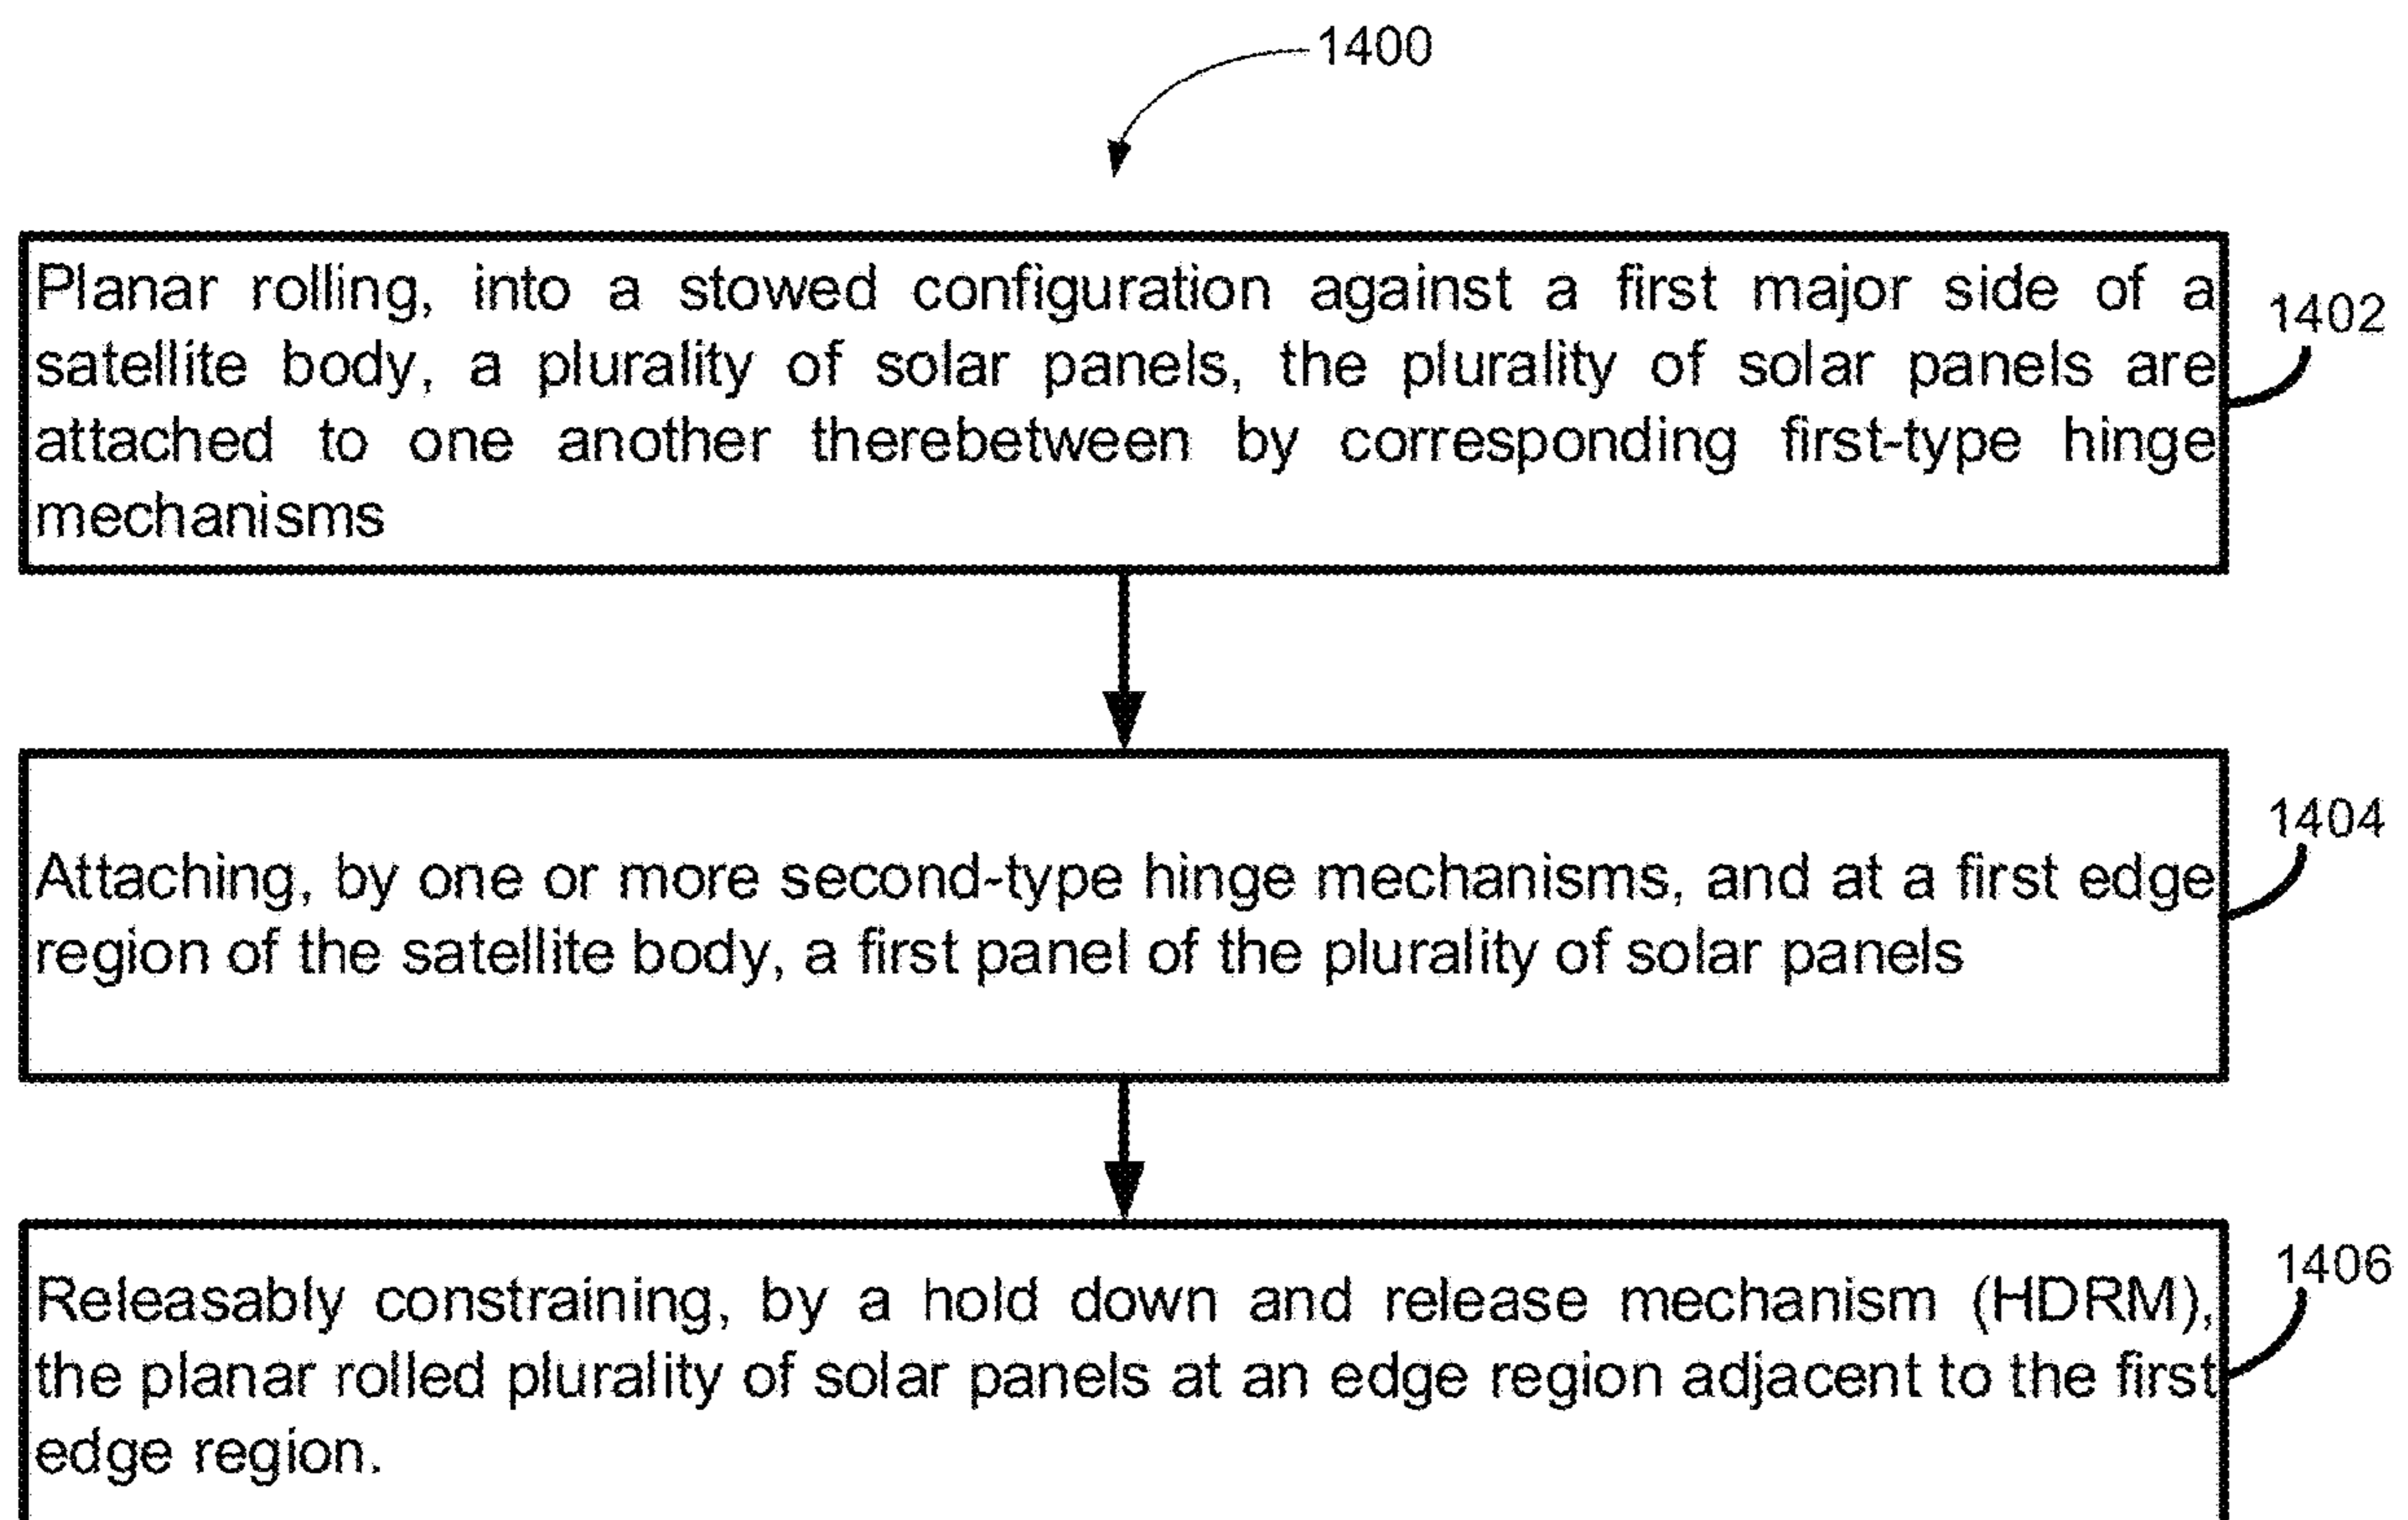 1400
Planar rolling, into a stowed configuration against a first major side of a
satellite body, a plurality of solar panels, the plurality of solar panels are
attached to one another therebetween by corresponding first-type hinge
mechanisms
1402
Attaching, by one or more second-type hinge mechanisms, and at a first edge
region of the satellite body, a first panel of the plurality of solar panels
1404
Releasably constraining, by a hold down and release mechanism (HDRM),
the planar rolled plurality of solar panels at an edge region adjacent to the first
edge region.
1406